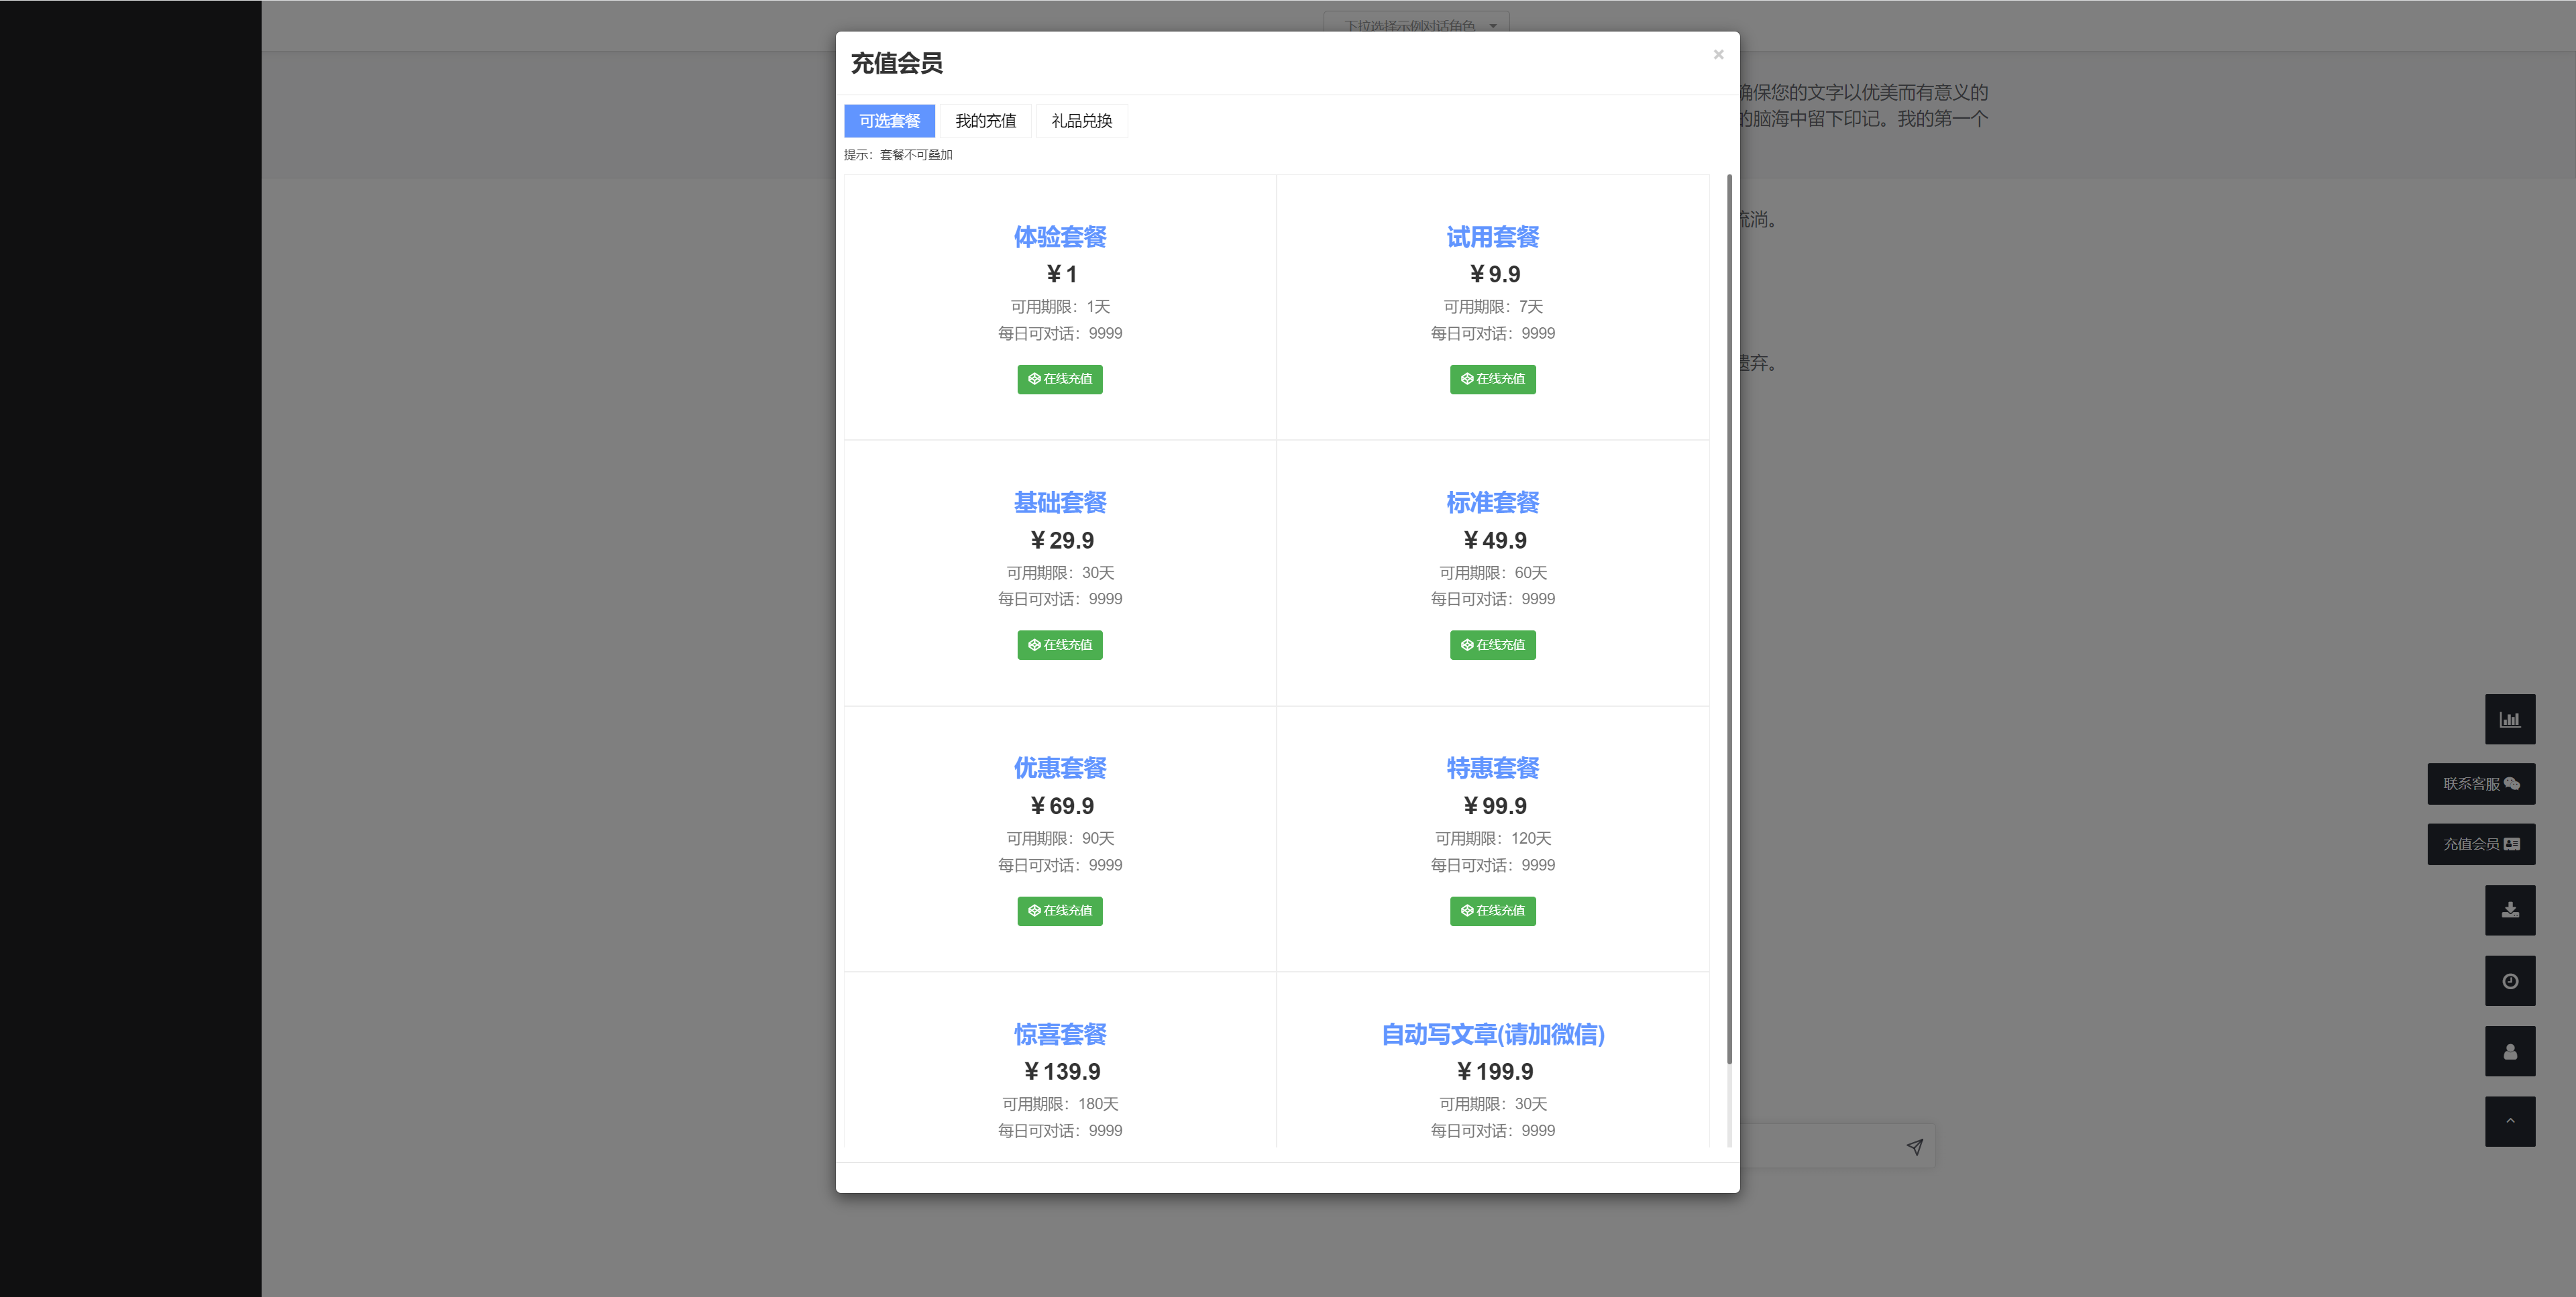 下拉选择示例对话角色
充值会员
×
可选套餐 我的充值 礼品兑换
提示：套餐不可叠加
确保您的文字以优美而有意义的
的脑海中留下印记。我的第一个
流淌。
遗弃。
体验套餐
￥1
可用期限：1天
每日可对话：9999
在线充值
试用套餐
￥9.9
可用期限：7天
每日可对话：9999
在线充值
基础套餐
￥29.9
可用期限：30天
每日可对话：9999
在线充值
标准套餐
￥49.9
可用期限：60天
每日可对话：9999
在线充值
优惠套餐
￥69.9
可用期限：90天
每日可对话：9999
在线充值
特惠套餐
￥99.9
可用期限：120天
每日可对话：9999
在线充值
惊喜套餐
￥139.9
可用期限：180天
每日可对话：9999
自动写文章(请加微信)
￥199.9
可用期限：30天
每日可对话：9999
联系客服
充值会员